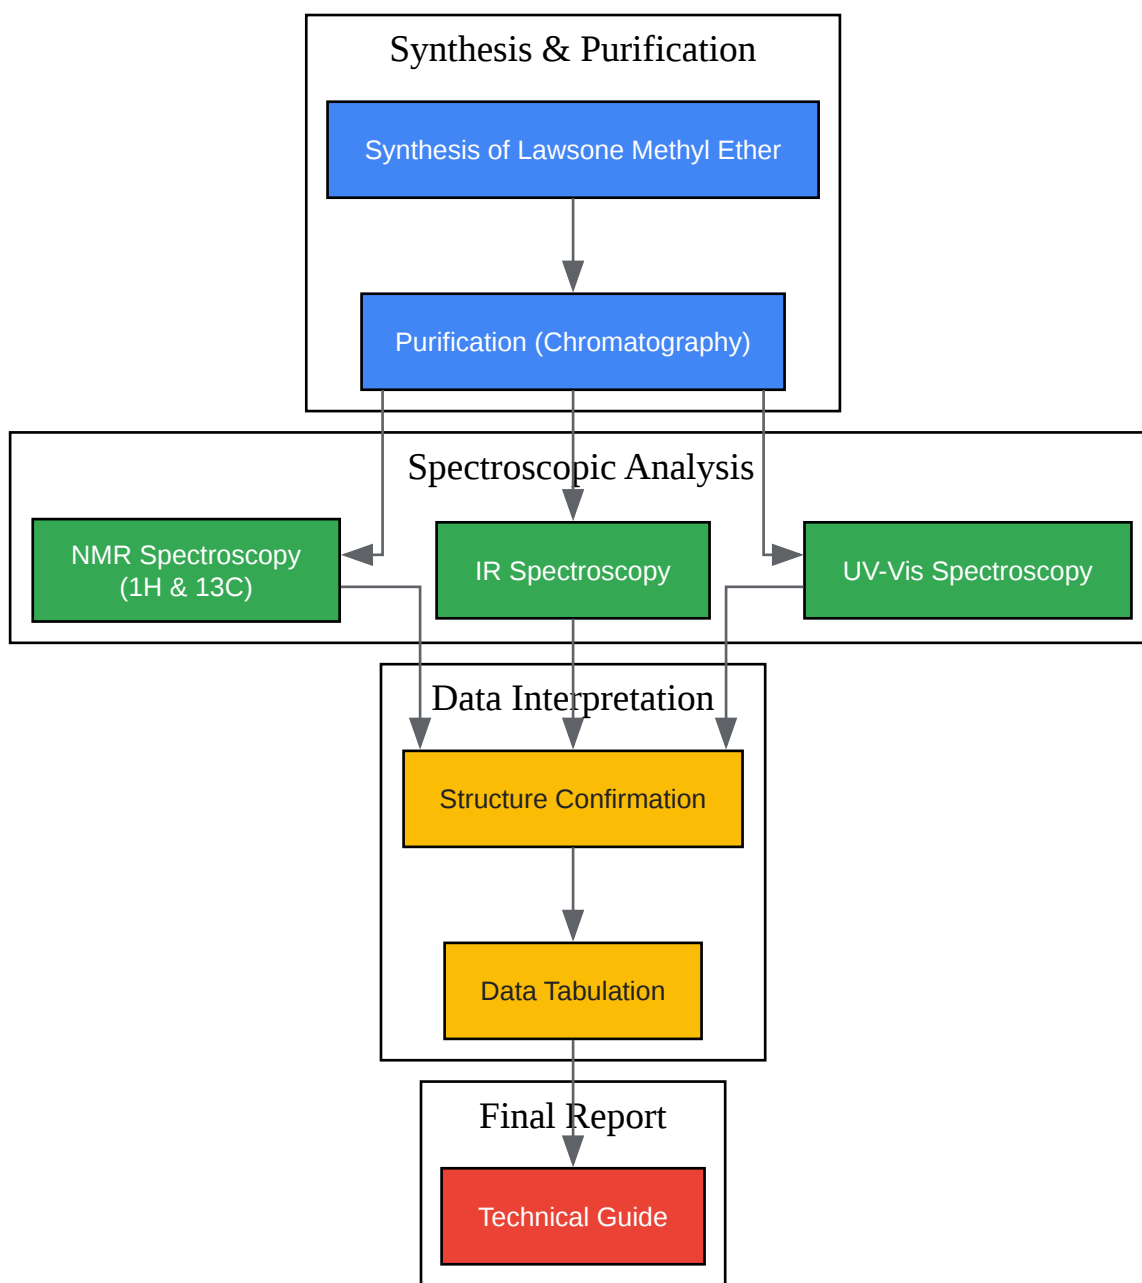 Synthesis & Purification
Synthesis of Lawsone Methyl Ether
Purification (Chromatography)
Spectroscopic Analysis
NMR Spectroscopy
(1H & 13C)
IR Spectroscopy
UV-Vis Spectroscopy
Data Interpretation
Structure Confirmation
Data Tabulation
Final Report
Technical Guide